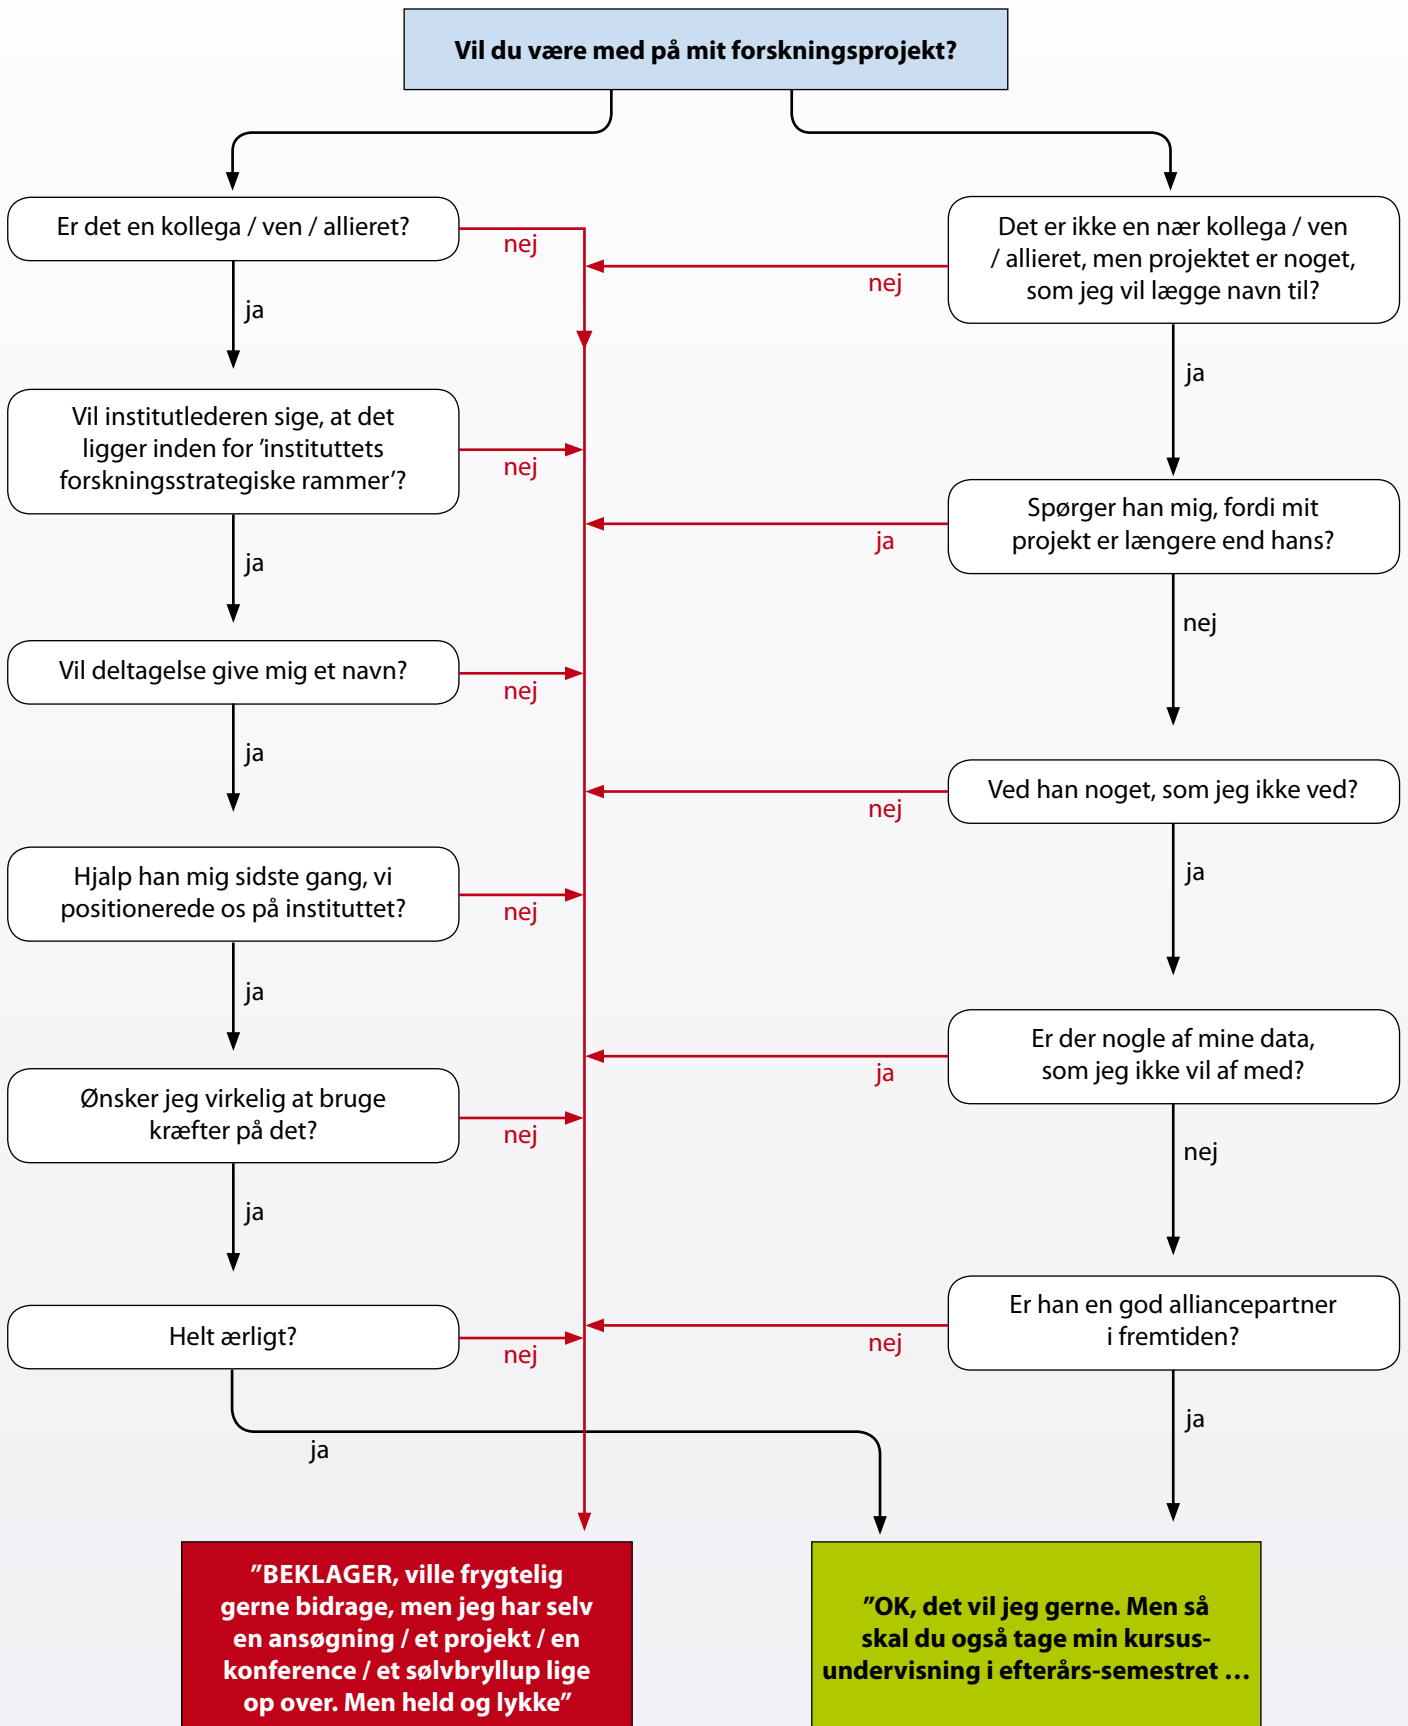 Vil du være med på mit forskningsprojekt?
Er det en kollega / ven / allieret?
nej
ja
Vil institutlederen sige, at det
ligger inden for ’instituttets
forskningsstrategiske rammer’?
nej
ja
Vil deltagelse give mig et navn?
nej
ja
Hjalp han mig sidste gang, vi
positionerede os på instituttet?
nej
ja
Ønsker jeg virkelig at bruge
kræfter på det?
nej
ja
Helt ærligt?
nej
ja
Det er ikke en nær kollega / ven
/ allieret, men projektet er noget,
som jeg vil lægge navn til?
nej
ja
Spørger han mig, fordi mit
projekt er længere end hans?
ja
nej
Ved han noget, som jeg ikke ved?
nej
ja
Er der nogle af mine data,
som jeg ikke vil af med?
ja
nej
Er han en god alliancepartner
i fremtiden?
nej
ja
”BEKLAGER, ville frygtelig
gerne bidrage, men jeg har selv
en ansøgning / et projekt / en
konference / et sølvbryllup lige
op over. Men held og lykke”
”OK, det vil jeg gerne. Men så
skal du også tage min kursus-
undervisning i efterårs-semestret …